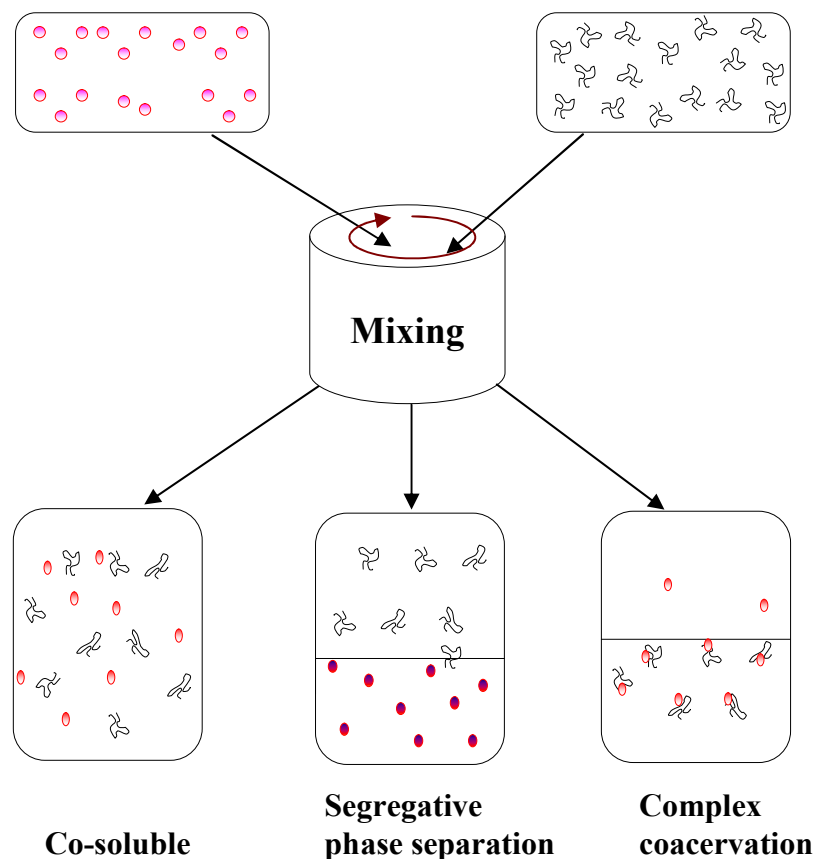 Mixing
Co-soluble
Segregative
phase separation
Complex
coacervation